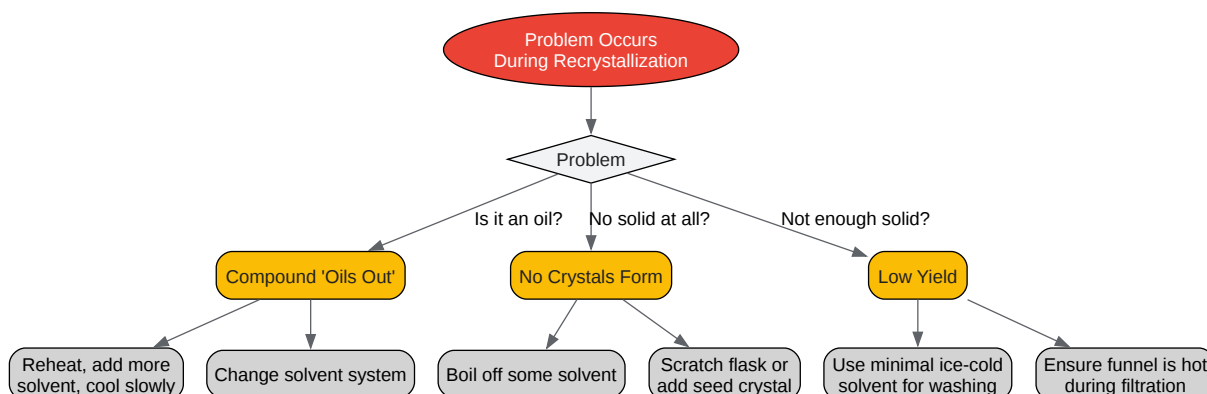 Problem Occurs
During Recrystallization
Problem
Is it an oil?
No solid at all?
Not enough solid?
Compound 'Oils Out'
No Crystals Form
Low Yield
Reheat, add more
solvent, cool slowly
Change solvent system
Boil off some solvent
Scratch flask or
add seed crystal
Use minimal ice-cold
solvent for washing
Ensure funnel is hot
during filtration